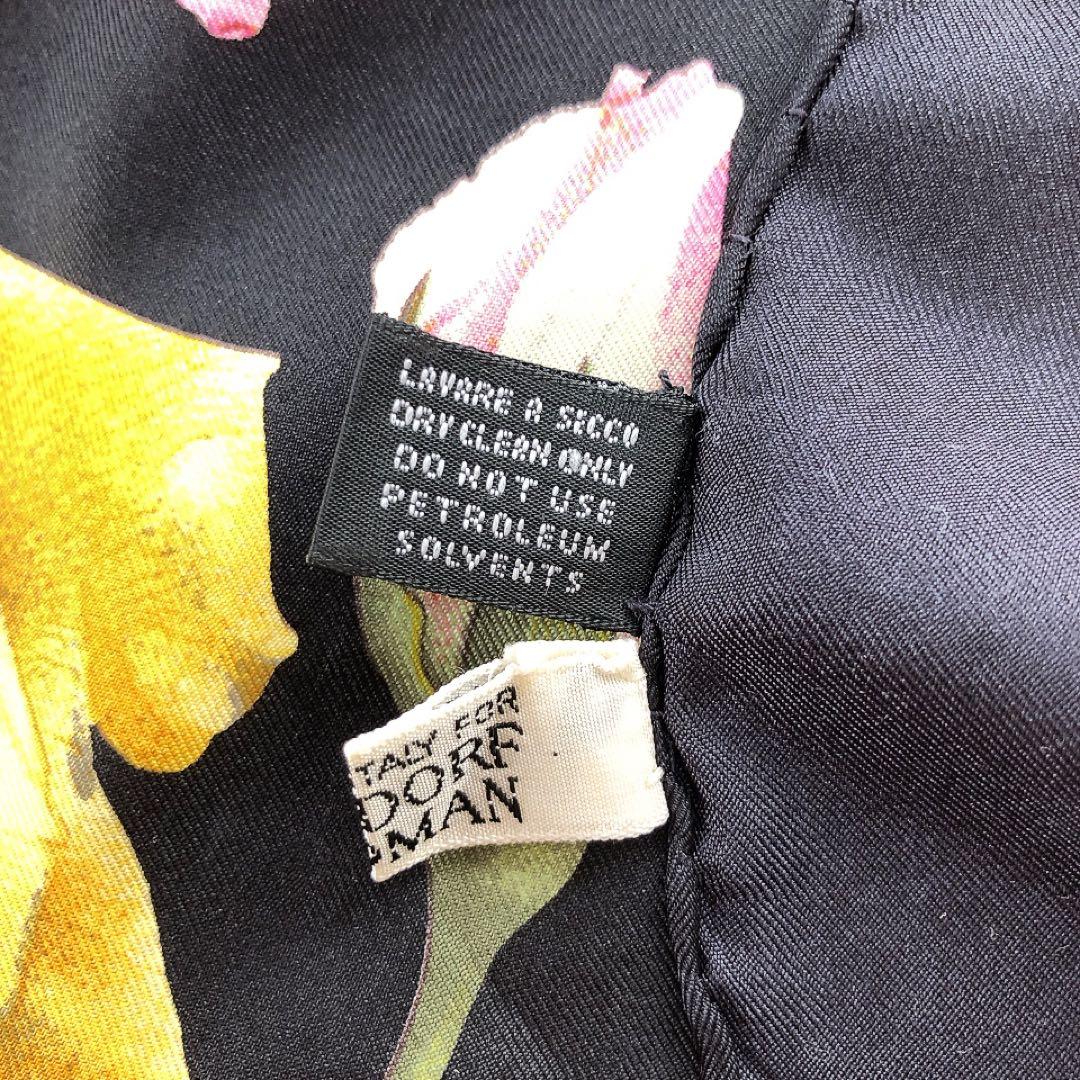 LAVARE A SECCO
DRY CLEAN ONLY
DO NOT USE
PETROLEUM
SOLVENTS
TALY FOR
DORF
MAN